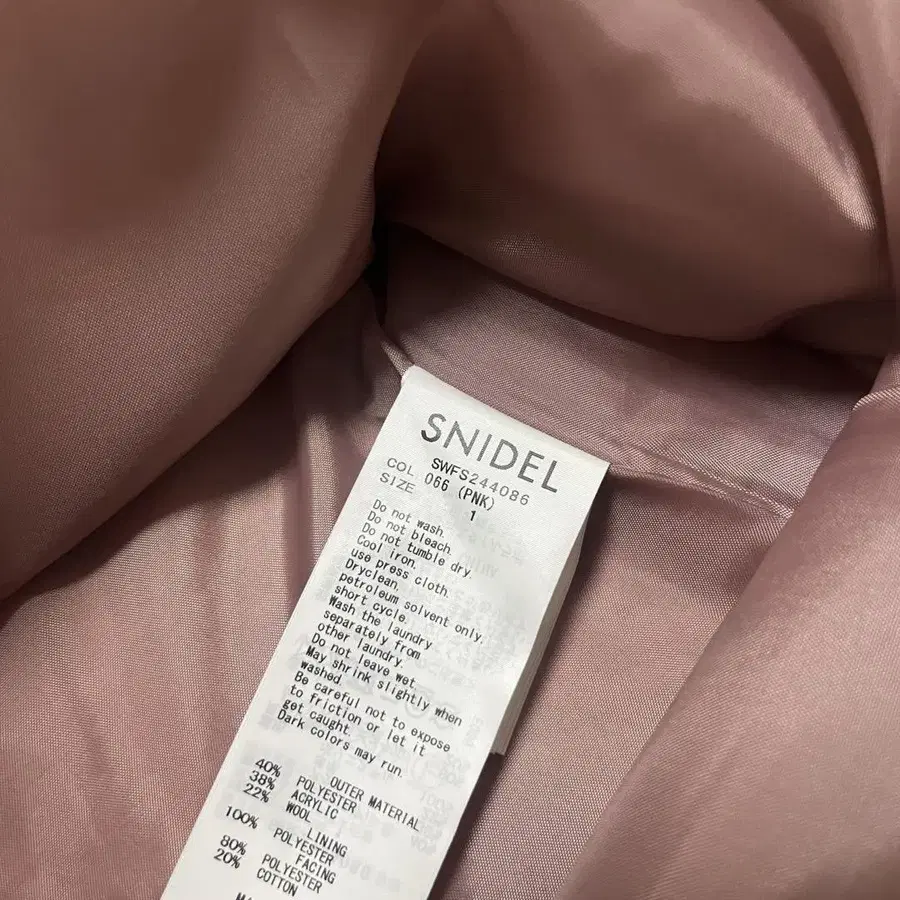 SNIDEL
SWFS244086
COL 066 (PNK)
SIZE 1
Do not wash.
Do not bleach.
Do not tumble dry.
Cool iron.
use press cloth.
Dryclean.
petroleum solvent only.
short cycle.
Wash the laundry
separately from
other laundry.
Do not leave wet.
May shrink slightly when
washed.
Be careful not to expose
to friction or let it
get caught.
Dark colors may run.
OUTER MATERIAL
40% POLYESTER
38% ACRYLIC
22% WOOL
LINING
100% POLYESTER
FACING
80% POLYESTER
20% COTTON